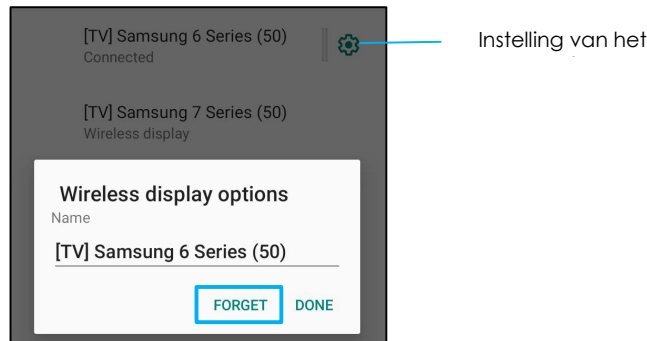 [TV] Samsung 6 Series (50)
Connected
Instelling van het
[TV] Samsung 7 Series (50)
Wireless display
Wireless display options
Name
[TV] Samsung 6 Series (50)
FORGET DONE